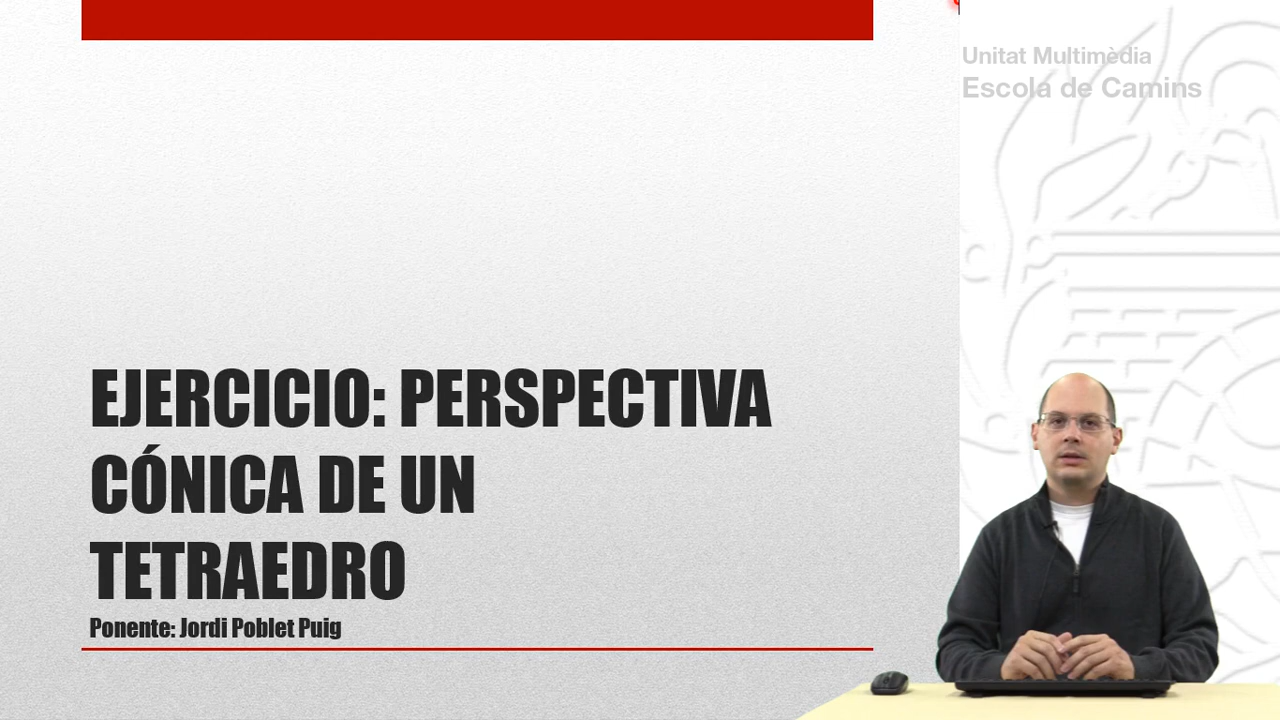 Unitat Multimèdia
Escola de Camins
EJERCICIO: PERSPECTIVA
CÓNICA DE UN
TETRAEDRO
Ponente: Jordi Poblet Puig